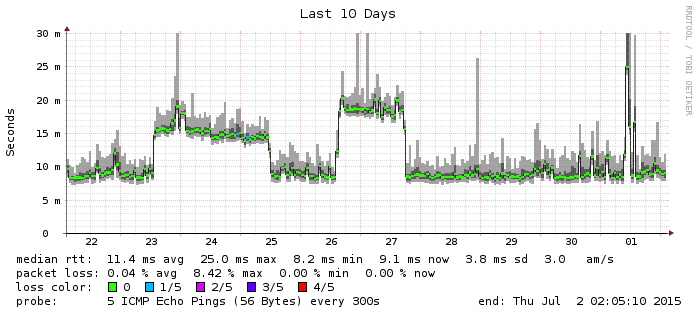 Last 10 Days
RRDTOOL / TOBI OETIKER
Seconds
30 m
25 m
20 m
15 m
10 m
5 m
0
22 23 24 25 26 27 28 29 30 01
median rtt: 11.4 ms avg 25.0 ms max 8.2 ms min 9.1 ms now 3.8 ms sd 3.0 am/s
packet loss: 0.04 % avg 8.42 % max 0.00 % min 0.00 % now
loss color: 0 1/5 2/5 3/5 4/5
probe: 5 ICMP Echo Pings (56 Bytes) every 300s end: Thu Jul 2 02:05:10 2015